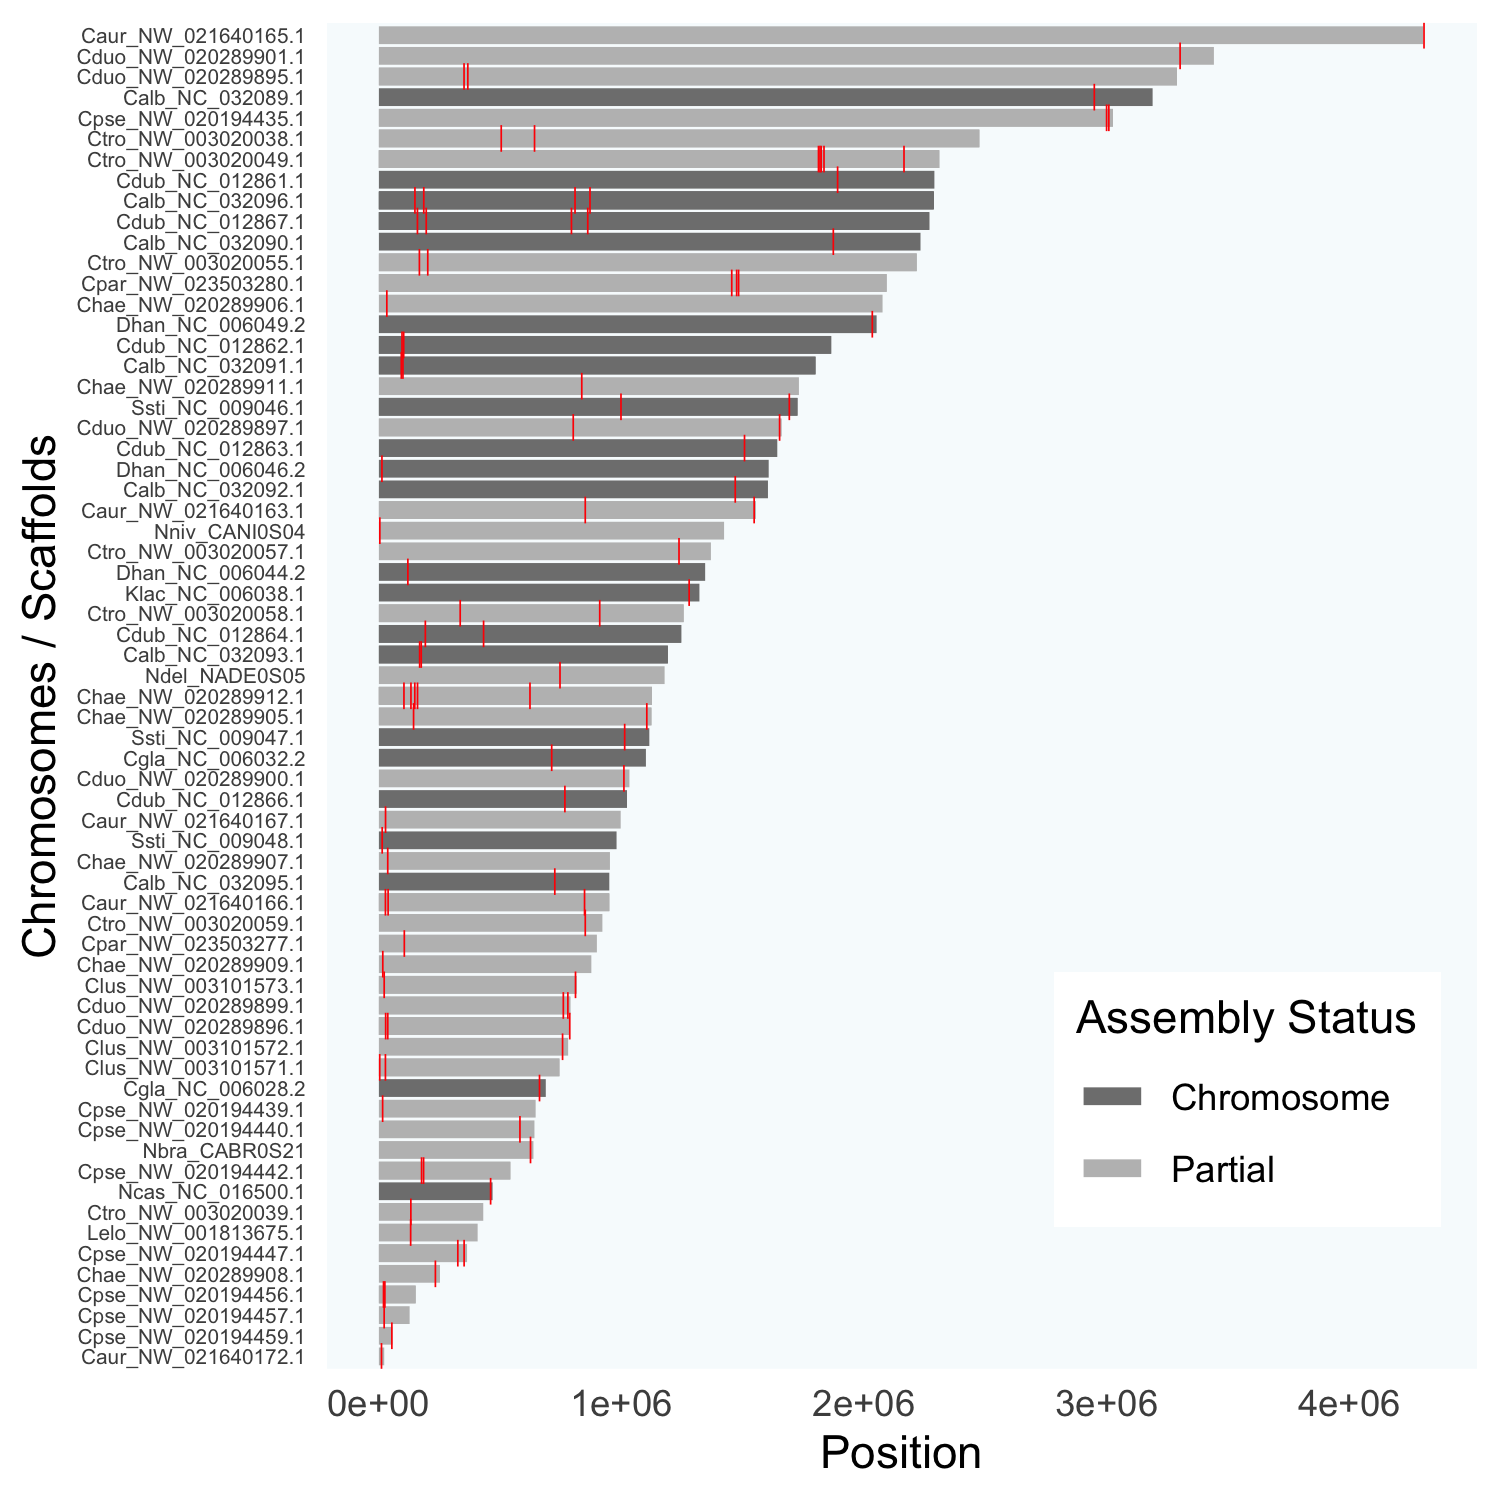 Caur_NW_021640165.1
Cduo_NW_020289901.1
Cduo_NW_020289895.1
Calb_NC_032089.1
Cpse_NW_020194435.1
Ctro_NW_003020038.1
Ctro_NW_003020049.1
Cdub_NC_012861.1
Calb_NC_032096.1
Cdub_NC_012867.1
Calb_NC_032090.1
Ctro_NW_003020055.1
Cpar_NW_023503280.1
Chae_NW_020289906.1
Dhan_NC_006049.2
Cdub_NC_012862.1
Calb_NC_032091.1
Chae_NW_020289911.1
Ssti_NC_009046.1
Cduo_NW_020289897.1
Cdub_NC_012863.1
Dhan_NC_006046.2
Calb_NC_032092.1
Caur_NW_021640163.1
Nniv_CANI0S04
Ctro_NW_003020057.1
Dhan_NC_006044.2
Klac_NC_006038.1
Ctro_NW_003020058.1
Cdub_NC_012864.1
Calb_NC_032093.1
Ndel_NADE0S05
Chae_NW_020289912.1
Chae_NW_020289905.1
Ssti_NC_009047.1
Cgla_NC_006032.2
Cduo_NW_020289900.1
Cdub_NC_012866.1
Caur_NW_021640167.1
Ssti_NC_009048.1
Chae_NW_020289907.1
Calb_NC_032095.1
Caur_NW_021640166.1
Ctro_NW_003020059.1
Cpar_NW_023503277.1
Chae_NW_020289909.1
Clus_NW_003101573.1
Cduo_NW_020289899.1
Cduo_NW_020289896.1
Clus_NW_003101572.1
Clus_NW_003101571.1
Cgla_NC_006028.2
Cpse_NW_020194439.1
Cpse_NW_020194440.1
Nbra_CABR0S21
Cpse_NW_020194442.1
Ncas_NC_016500.1
Ctro_NW_003020039.1
Lelo_NW_001813675.1
Cpse_NW_020194447.1
Chae_NW_020289908.1
Cpse_NW_020194456.1
Cpse_NW_020194457.1
Cpse_NW_020194459.1
Caur_NW_021640172.1
Chromosomes / Scaffolds
Assembly Status
Chromosome
Partial
0e+00 1e+06 2e+06 3e+06 4e+06
Position